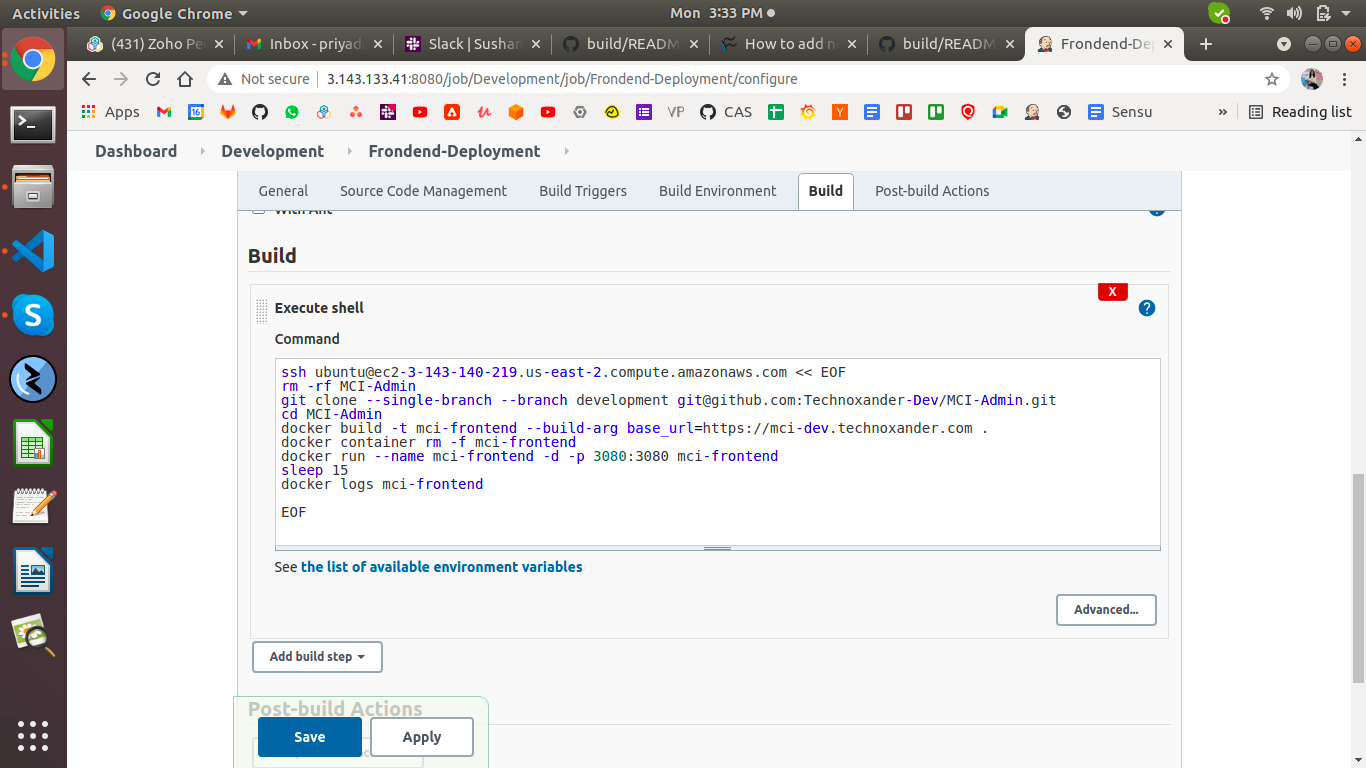 Activities
Google Chrome
Mon 3:33 PM
(431) Zoho Pe
Inbox - priyad
Slack | Sushan
build/READM
How to add n
build/READM
Frondend-De
Not secure
3.143.133.41:8080/job/Development/job/Frondend-Deployment/configure
Apps
VP
CAS
Sensu
»
Reading list
Dashboard
Development
Frondend-Deployment
General
Source Code Management
Build Triggers
Build Environment
Build
Post-build Actions
With Ant
Build
Execute shell
X
Command
ssh ubuntu@ec2-3-143-140-219.us-east-2.compute.amazonaws.com << EOF
rm -rf MCI-Admin
git clone --single-branch --branch development git@github.com:Technoxander-Dev/MCI-Admin.git
cd MCI-Admin
docker build -t mci-frontend --build-arg base_url=https://mci-dev.technoxander.com .
docker container rm -f mci-frontend
docker run --name mci-frontend -d -p 3080:3080 mci-frontend
sleep 15
docker logs mci-frontend
EOF
See the list of available environment variables
Advanced...
Add build step
Post-build Actions
Save
Apply